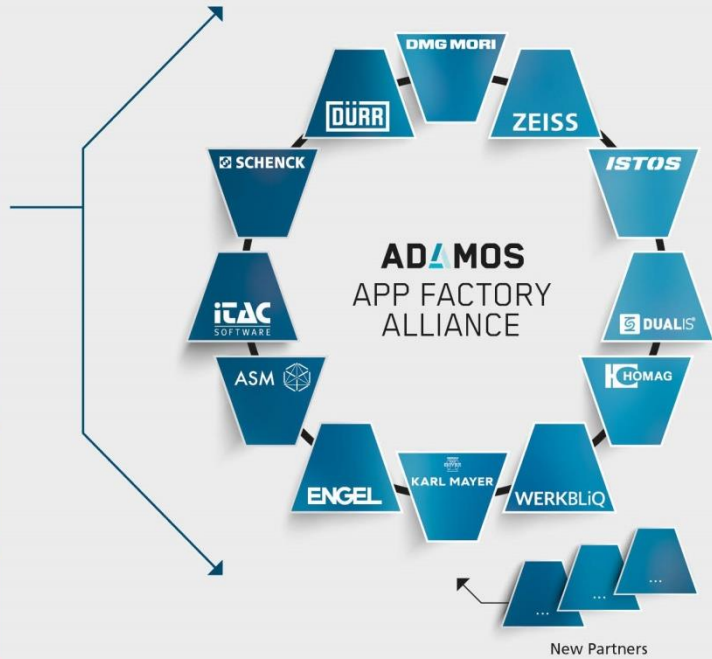 DMG MORI
DÜRR
ZEISS
SCHENCK
ISTOS
ADAMOS
APP FACTORY
ALLIANCE
iTAC
SOFTWARE
DUALIS
ASM
HOMAG
ENGEL
KARL MAYER
WERKBLiQ
...
...
...
New Partners